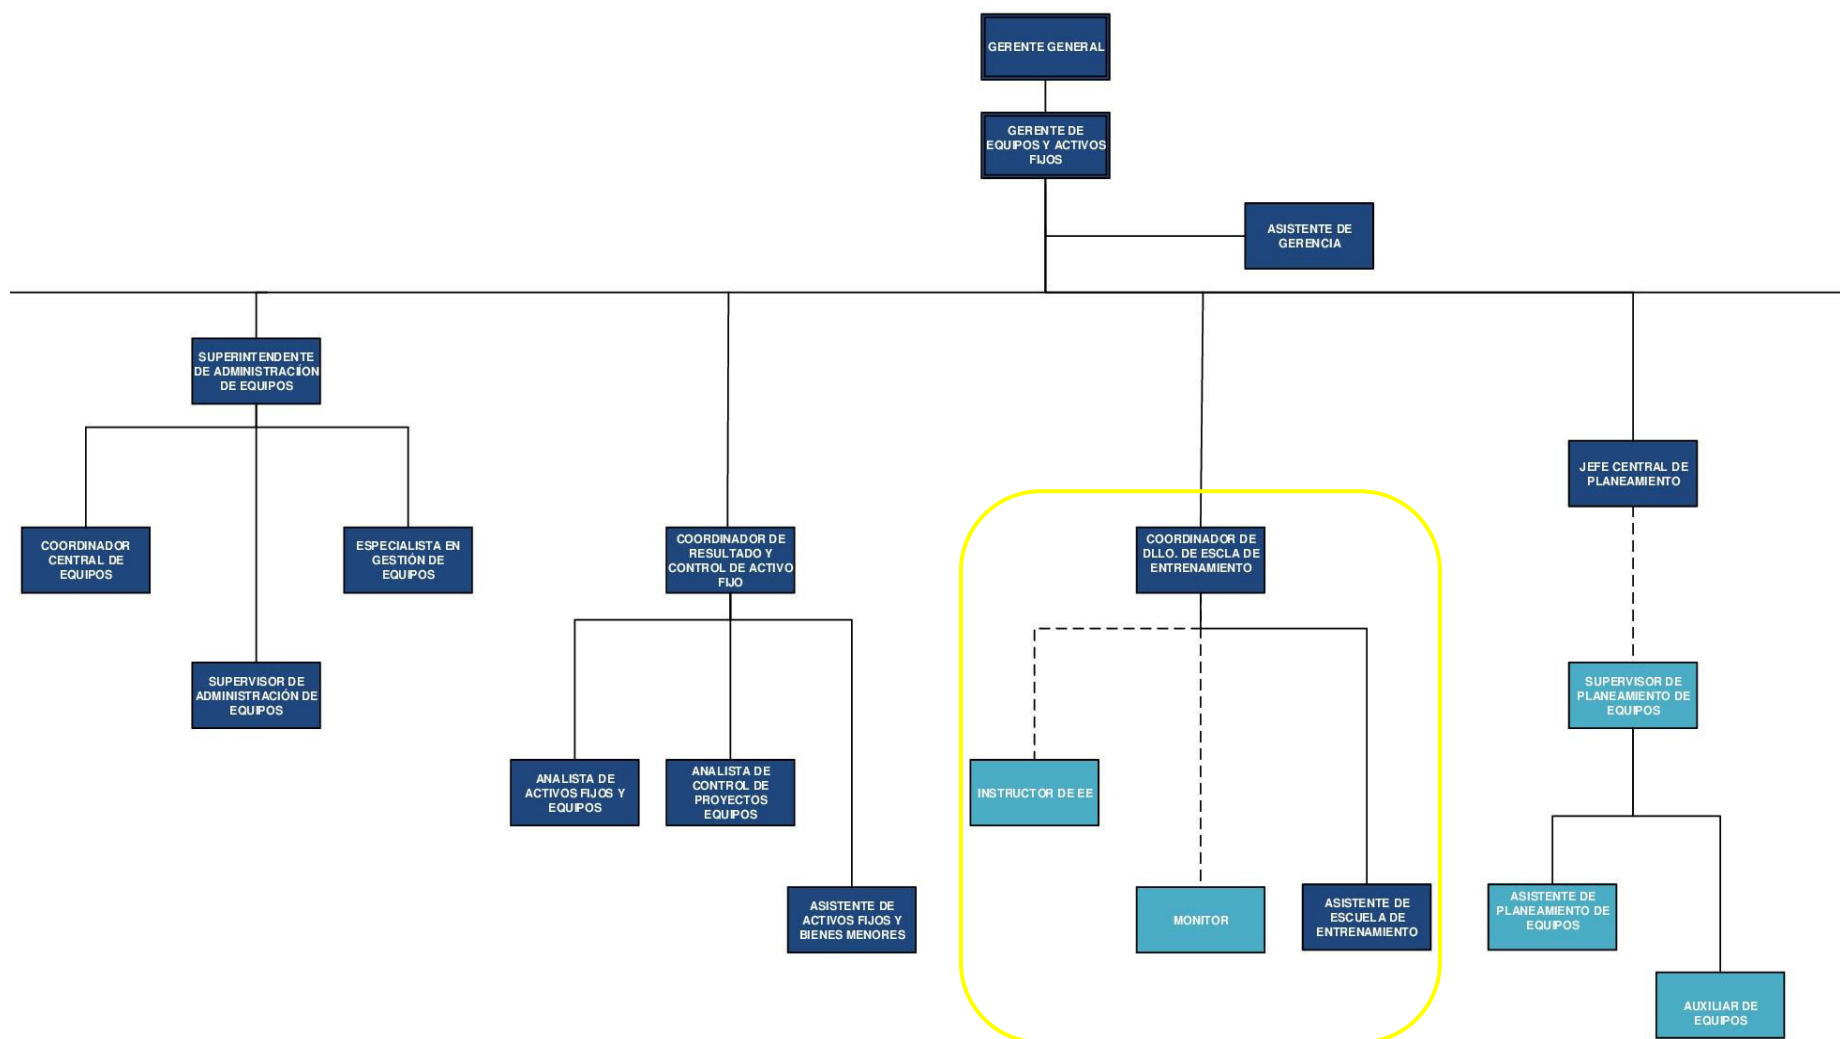 GERENTE GENERAL
GERENTE DE
EQUIPOS Y ACTIVOS
FIJOS
ASISTENTE DE
GERENCIA
SUPERINTENDENTE
DE ADMINISTRACIÍON
DE EQUIPOS
JEFE CENTRAL DE
PLANEAMIENTO
COORDINADOR
CENTRAL DE
EQUIPOS
ESPECIALISTA EN
GESTIÓN DE
EQUIPOS
COORDINADOR DE
RESULTADO Y
CONTROL DE ACTIVO
FIJO
COORDINADOR DE
DLLO. DE ESCLA DE
ENTRENAMIENTO
SUPERVISOR DE
ADMINISTRACIÓN DE
EQUIPOS
SUPERVISOR DE
PLANEAMIENTO DE
EQUIPOS
ANALISTA DE
ACTIVOS FIJOS Y
EQUIPOS
ANALISTA DE
CONTROL DE
PROYECTOS
EQUIPOS
INSTRUCTOR DE EE
ASISTENTE DE
ACTIVOS FIJOS Y
BIENES MENORES
MONITOR
ASISTENTE DE
ESCUELA DE
ENTRENAMIENTO
ASISTENTE DE
PLANEAMIENTO DE
EQUIPOS
AUXILIAR DE
EQUIPOS